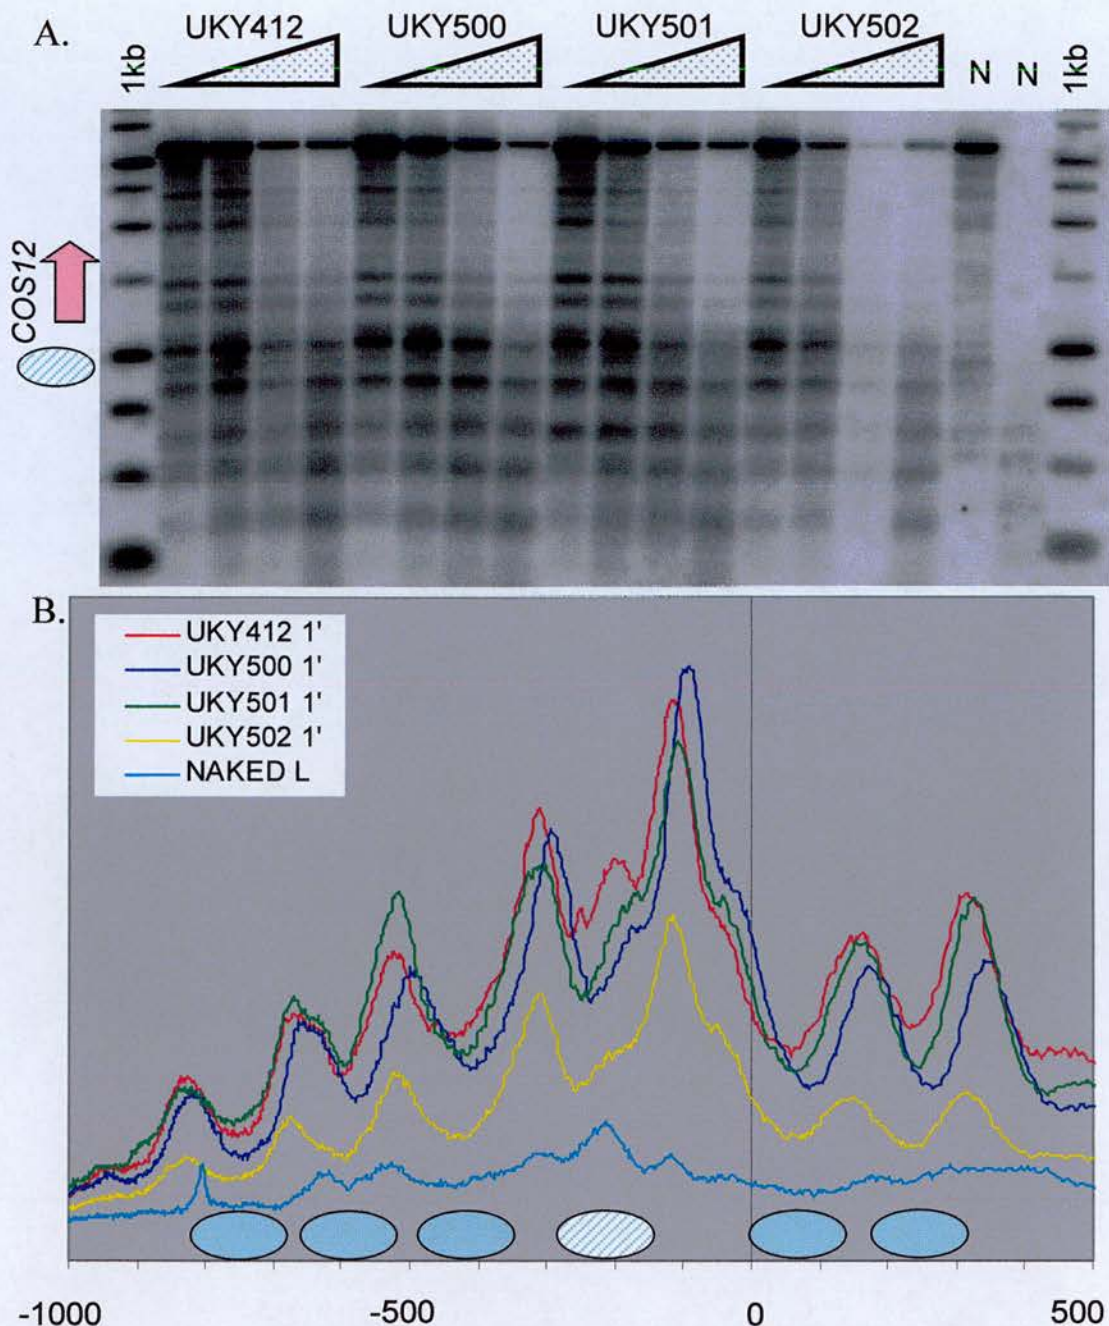 A.
UKY412 UKY500 UKY501 UKY502
1kb N N 1kb
COS12
B.
UKY412 1'
UKY500 1'
UKY501 1'
UKY502 1'
NAKED L
-1000 -500 0 500